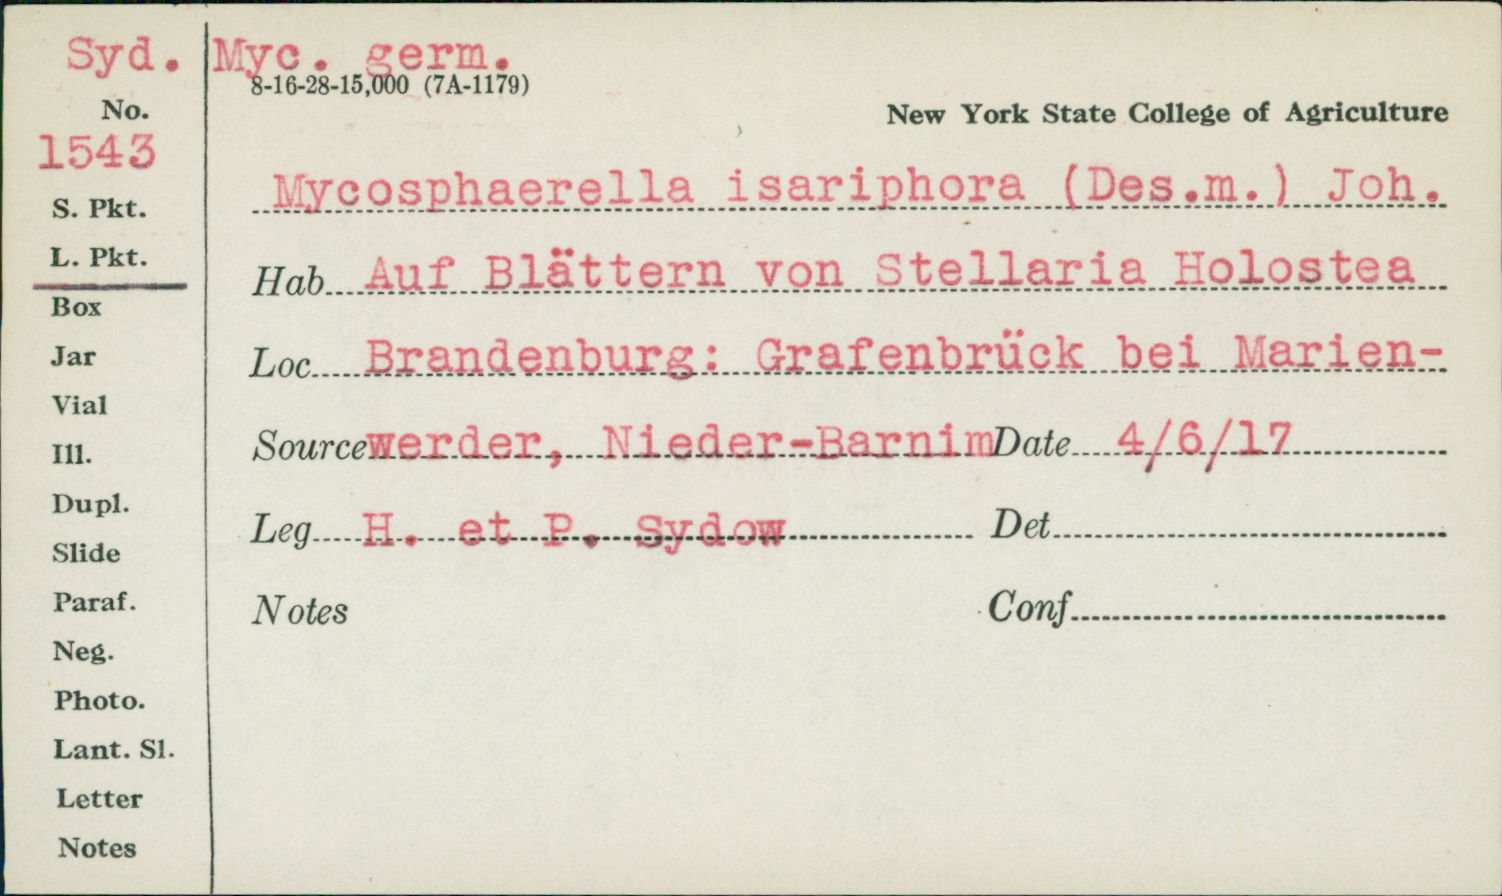 Syd. Myc. germ.
8-16-28-15,000 (7A-1179)
No.
New York State College of Agriculture
1543
Mycosphaerella isariphora (Des.m.) Joh.
S. Pkt.
L. Pkt.
Hab Auf Blättern von Stellaria Holostea
Box
Jar
Loc Brandenburg: Grafenbrück bei Marien-
Vial
Source werder, Nieder-Barnim Date 4/6/17
Ill.
Dupl.
Leg H. et P. Sydow Det
Slide
Paraf.
Notes Conf
Neg.
Photo.
Lant. Sl.
Letter
Notes